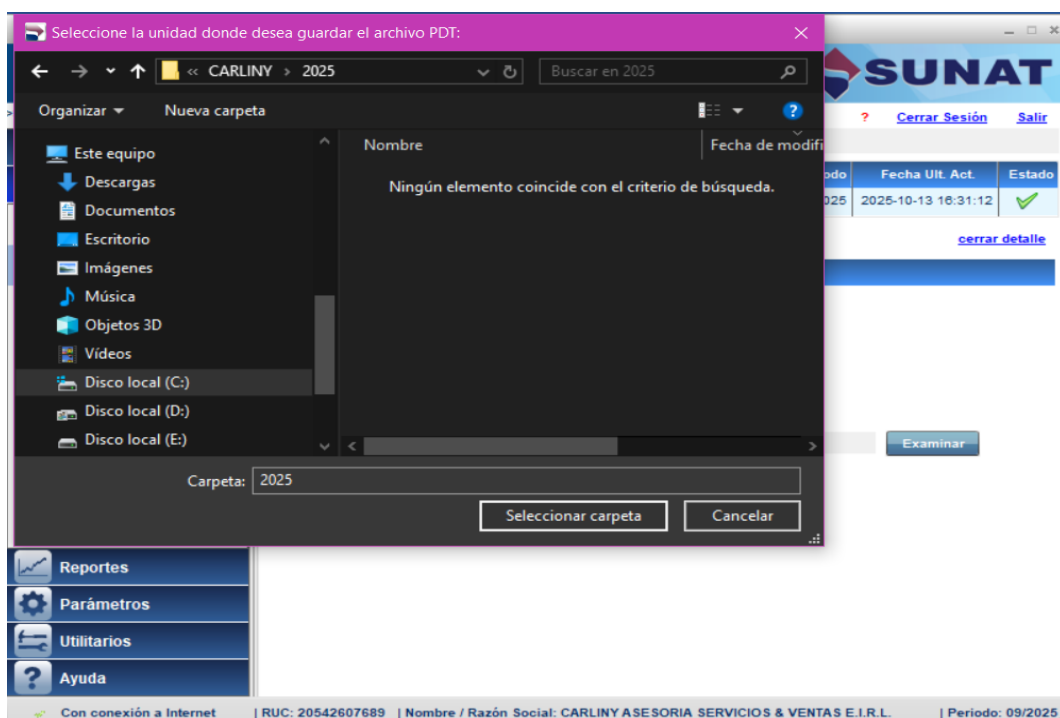 Seleccione la unidad donde desea guardar el archivo PDT:
« CARLINY > 2025
Buscar en 2025
SUNAT
Organizar
Nueva carpeta
?
? Cerrar Sesión Salir
Este equipo
Nombre
Fecha de modifi
Descargas
Ningún elemento coincide con el criterio de búsqueda.
odo Fecha Ult. Act. Estado
025 2025-10-13 16:31:12
Documentos
Escritorio
cerrar detalle
Imágenes
Música
Objetos 3D
Vídeos
Disco local (C:)
Disco local (D:)
Disco local (E:)
Examinar
Carpeta: 2025
Seleccionar carpeta
Cancelar
Reportes
Parámetros
Utilitarios
? Ayuda
Con conexión a Internet | RUC: 20542607689 | Nombre / Razón Social: CARLINY ASESORIA SERVICIOS & VENTAS E.I.R.L. | Periodo: 09/2025